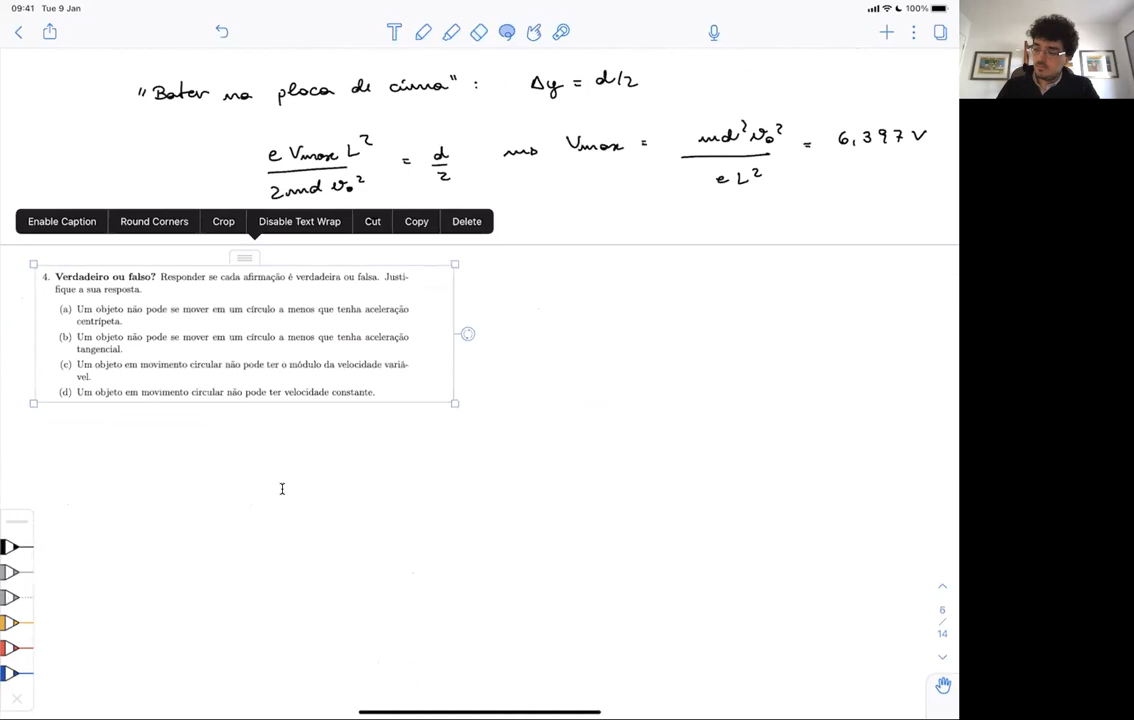 09:41 Tue 9 Jan
100%
"Bater na placa de cima" : Δy = d/2
e Vmax L² / 2md v₀² = d/2 ⇝ Vmax = md²v₀² / e L² = 6,397 V
Enable Caption Round Corners Crop Disable Text Wrap Cut Copy Delete
4. Verdadeiro ou falso? Responder se cada afirmação é verdadeira ou falsa. Justi-
fique a sua resposta.
(a) Um objeto não pode se mover em um círculo a menos que tenha aceleração
centrípeta.
(b) Um objeto não pode se mover em um círculo a menos que tenha aceleração
tangencial.
(c) Um objeto em movimento circular não pode ter o módulo da velocidade variá-
vel.
(d) Um objeto em movimento circular não pode ter velocidade constante.
6
/
14